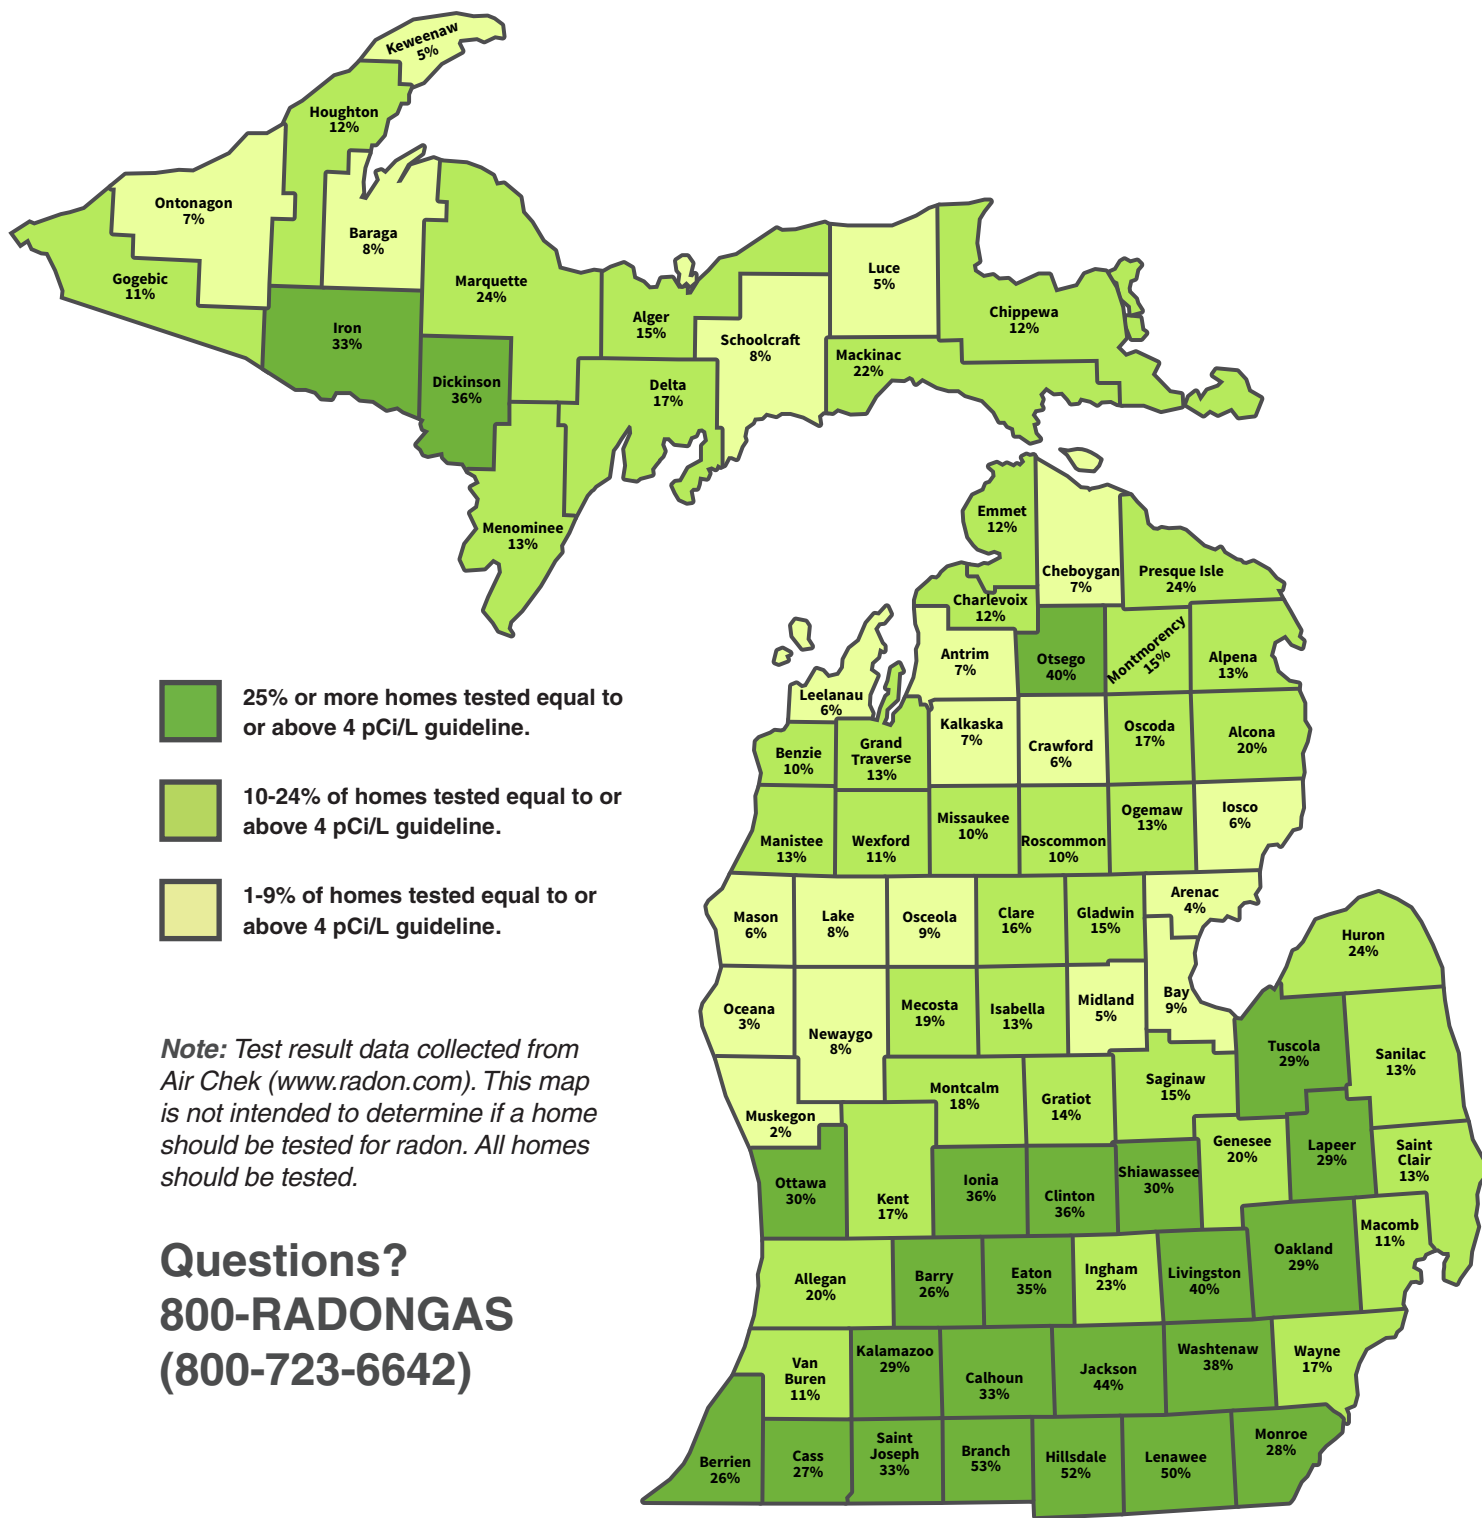 Keweenaw
5%
Houghton
12%
Ontonagon
7%
Baraga
8%
Gogebic
11%
Marquette
24%
Iron
33%
Dickinson
36%
Alger
15%
Schoolcraft
8%
Luce
5%
Chippewa
12%
Mackinac
22%
Delta
17%
Menominee
13%
Emmet
12%
Cheboygan
7%
Presque Isle
24%
Charlevoix
12%
Antrim
7%
Otsego
40%
Montmorency
15%
Alpena
13%
Leelanau
6%
Benzie
10%
Grand
Traverse
13%
Kalkaska
7%
Crawford
6%
Oscoda
17%
Alcona
20%
Manistee
13%
Wexford
11%
Missaukee
10%
Roscommon
10%
Ogemaw
13%
Iosco
6%
Mason
6%
Lake
8%
Osceola
9%
Clare
16%
Gladwin
15%
Arenac
4%
Huron
24%
Oceana
3%
Newaygo
8%
Mecosta
19%
Isabella
13%
Midland
5%
Bay
9%
Tuscola
29%
Sanilac
13%
Muskegon
2%
Montcalm
18%
Gratiot
14%
Saginaw
15%
Genesee
20%
Lapeer
29%
Saint
Clair
13%
Ottawa
30%
Kent
17%
Ionia
36%
Clinton
36%
Shiawassee
30%
Oakland
29%
Macomb
11%
Allegan
20%
Barry
26%
Eaton
35%
Ingham
23%
Livingston
40%
Van
Buren
11%
Kalamazoo
29%
Calhoun
33%
Jackson
44%
Washtenaw
38%
Wayne
17%
Berrien
26%
Cass
27%
Saint
Joseph
33%
Branch
53%
Hillsdale
52%
Lenawee
50%
Monroe
28%
25% or more homes tested equal to
or above 4 pCi/L guideline.
10-24% of homes tested equal to or
above 4 pCi/L guideline.
1-9% of homes tested equal to or
above 4 pCi/L guideline.
Note: Test result data collected from
Air Chek (www.radon.com). This map
is not intended to determine if a home
should be tested for radon. All homes
should be tested.
Questions?
800-RADONGAS
(800-723-6642)